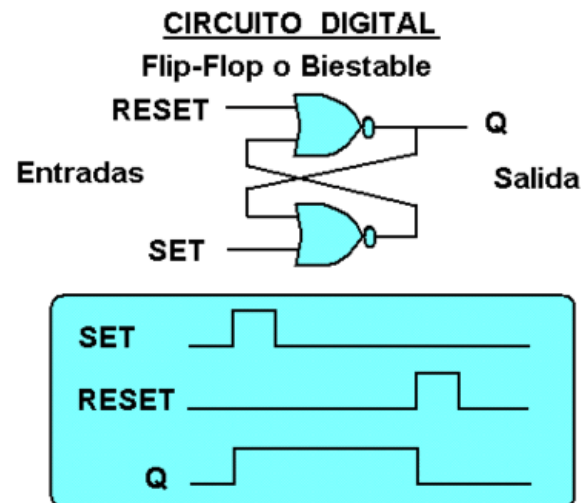 CIRCUITO DIGITAL
Flip-Flop o Biestable
RESET
Q
Entradas
Salida
SET
SET
RESET
Q